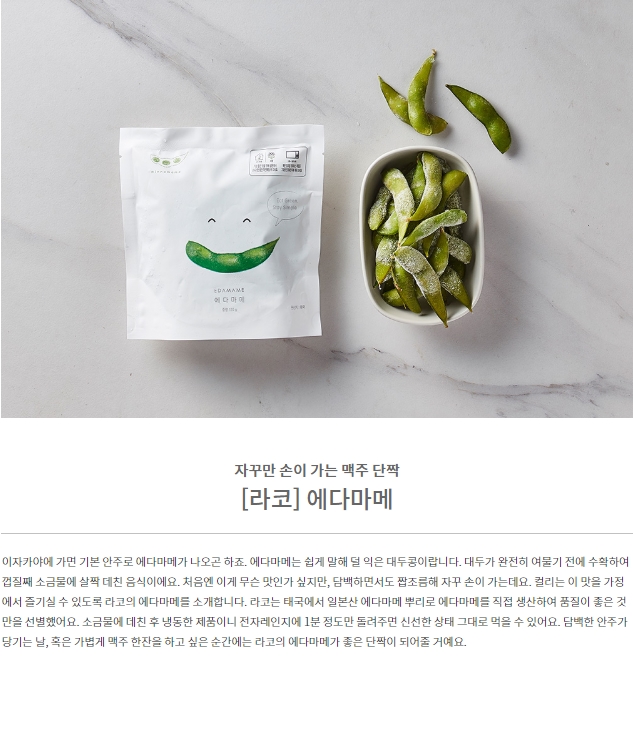 EDAMAME
에다마메
자꾸만 손이 가는 맥주 단짝
[라코] 에다마메
이자카야에 가면 기본 안주로 에다마메가 나오곤 하죠. 에다마메는 쉽게 말해 덜 익은 대두콩이랍니다. 대두가 완전히 여물기 전에 수확하여
껍질째 소금물에 살짝 데친 음식이에요. 처음엔 이게 무슨 맛인가 싶지만, 담백하면서도 짭조름해 자꾸 손이 가는데요. 컬리는 이 맛을 가정
에서 즐기실 수 있도록 라코의 에다마메를 소개합니다. 라코는 태국에서 일본산 에다마메 뿌리로 에다마메를 직접 생산하여 품질이 좋은 것
만을 선별했어요. 소금물에 데친 후 냉동한 제품이니 전자레인지에 1분 정도만 돌려주면 신선한 상태 그대로 먹을 수 있어요. 담백한 안주가
당기는 날, 혹은 가볍게 맥주 한잔을 하고 싶은 순간에는 라코의 에다마메가 좋은 단짝이 되어줄 거예요.